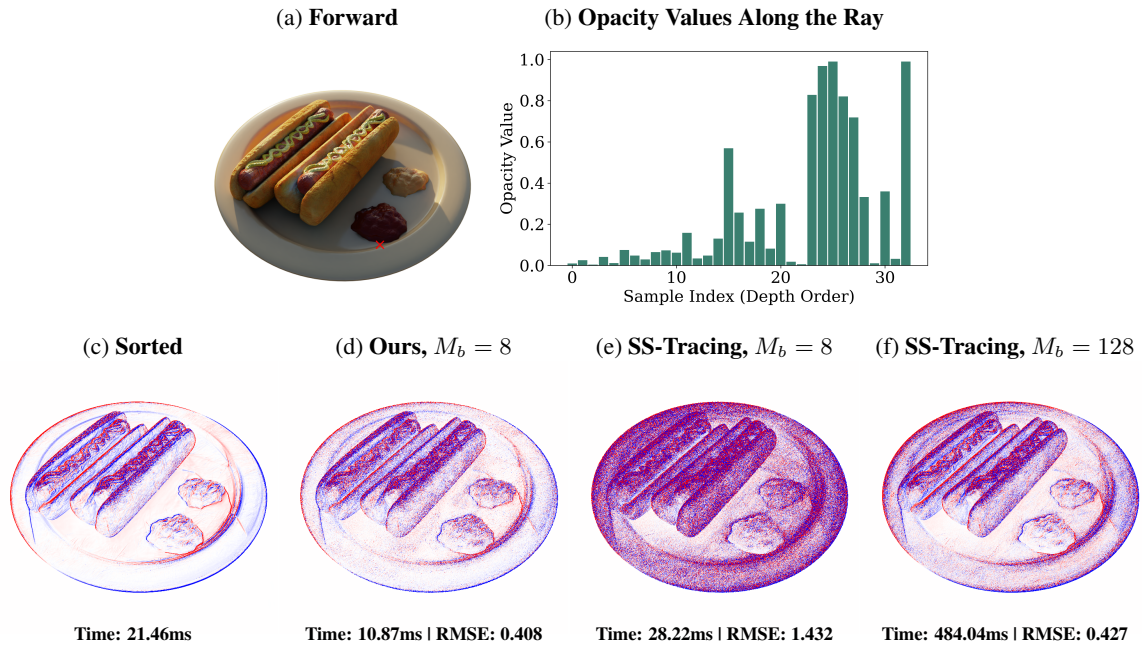 (a) Forward
(b) Opacity Values Along the Ray
1.0
0.8
0.6
0.4
0.2
0.0
Opacity Value
0 10 20 30
Sample Index (Depth Order)
(c) Sorted
(d) Ours, M_b = 8
(e) SS-Tracing, M_b = 8
(f) SS-Tracing, M_b = 128
Time: 21.46ms
Time: 10.87ms | RMSE: 0.408
Time: 28.22ms | RMSE: 1.432
Time: 484.04ms | RMSE: 0.427